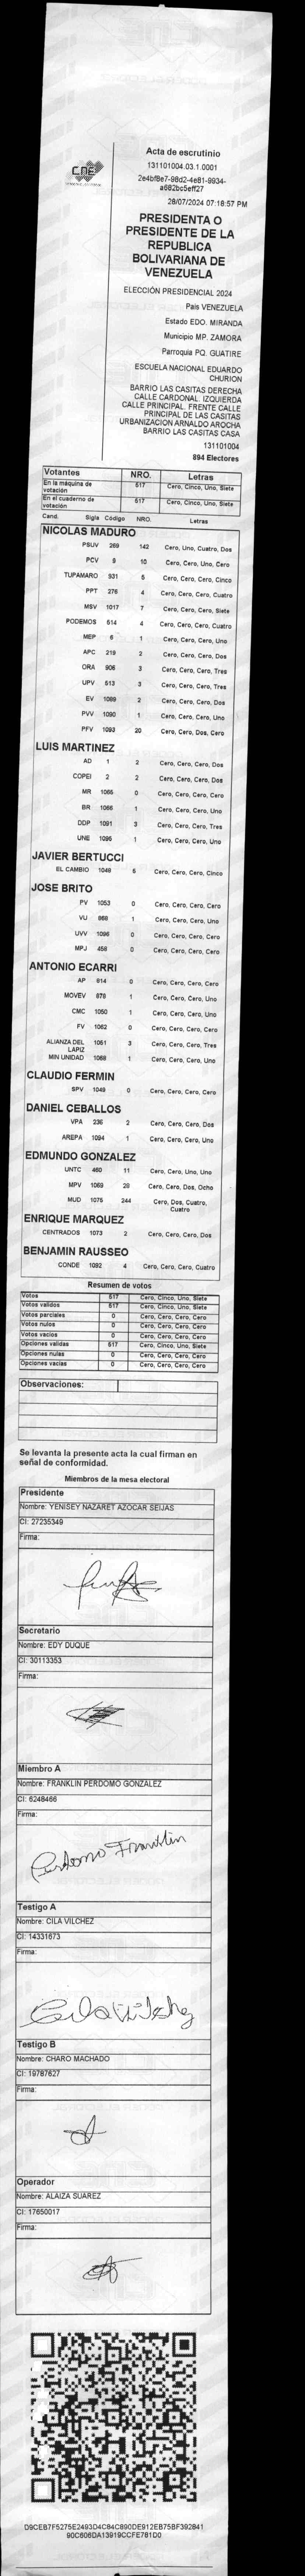 CNE
Acta de escrutinio
131101004.03.1.0001
2e4bf8e7-98d2-4e81-9934-
a682bc5eff27
28/07/2024 07:18:57 PM
PRESIDENTA O
PRESIDENTE DE LA
REPUBLICA
BOLIVARIANA DE
VENEZUELA
ELECCIÓN PRESIDENCIAL 2024
Pais VENEZUELA
Estado EDO. MIRANDA
Municipio MP. ZAMORA
Parroquia PQ. GUATIRE
ESCUELA NACIONAL EDUARDO
CHURION
BARRIO LAS CASITAS DERECHA
CALLE CARDONAL. IZQUIERDA
CALLE PRINCIPAL. FRENTE CALLE
PRINCIPAL DE LAS CASITAS
URBANIZACION ARNALDO AROCHA
BARRIO LAS CASITAS CASA
131101004
894 Electores
Votantes NRO. Letras
En la máquina de votación 517 Cero, Cinco, Uno, Siete
En el cuaderno de votación 517 Cero, Cinco, Uno, Siete
Cand. Sigla Código NRO. Letras
NICOLAS MADURO
PSUV 269 142 Cero, Uno, Cuatro, Dos
PCV 9 10 Cero, Cero, Uno, Cero
TUPAMARO 931 5 Cero, Cero, Cero, Cinco
PPT 276 4 Cero, Cero, Cero, Cuatro
MSV 1017 7 Cero, Cero, Cero, Siete
PODEMOS 514 4 Cero, Cero, Cero, Cuatro
MEP 6 1 Cero, Cero, Cero, Uno
APC 219 2 Cero, Cero, Cero, Dos
ORA 906 3 Cero, Cero, Cero, Tres
UPV 513 3 Cero, Cero, Cero, Tres
EV 1089 2 Cero, Cero, Cero, Dos
PVV 1090 1 Cero, Cero, Cero, Uno
PFV 1093 20 Cero, Cero, Dos, Cero
LUIS MARTINEZ
AD 1 2 Cero, Cero, Cero, Dos
COPEI 2 2 Cero, Cero, Cero, Dos
MR 1065 0 Cero, Cero, Cero, Cero
BR 1086 1 Cero, Cero, Cero, Uno
DDP 1091 3 Cero, Cero, Cero, Tres
UNE 1095 1 Cero, Cero, Cero, Uno
JAVIER BERTUCCI
EL CAMBIO 1048 5 Cero, Cero, Cero, Cinco
JOSE BRITO
PV 1053 0 Cero, Cero, Cero, Cero
VU 868 1 Cero, Cero, Cero, Uno
UVV 1096 0 Cero, Cero, Cero, Cero
MPJ 458 0 Cero, Cero, Cero, Cero
ANTONIO ECARRI
AP 814 0 Cero, Cero, Cero, Cero
MOVEV 878 1 Cero, Cero, Cero, Uno
CMC 1050 1 Cero, Cero, Cero, Uno
FV 1062 0 Cero, Cero, Cero, Cero
ALIANZA DEL LAPIZ 1051 3 Cero, Cero, Cero, Tres
MIN UNIDAD 1068 1 Cero, Cero, Cero, Uno
CLAUDIO FERMIN
SPV 1049 0 Cero, Cero, Cero, Cero
DANIEL CEBALLOS
VPA 236 2 Cero, Cero, Cero, Dos
AREPA 1094 1 Cero, Cero, Cero, Uno
EDMUNDO GONZALEZ
UNTC 460 11 Cero, Cero, Uno, Uno
MPV 1069 28 Cero, Cero, Dos, Ocho
MUD 1075 244 Cero, Dos, Cuatro, Cuatro
ENRIQUE MARQUEZ
CENTRADOS 1073 2 Cero, Cero, Cero, Dos
BENJAMIN RAUSSEO
CONDE 1092 4 Cero, Cero, Cero, Cuatro
Resumen de votos
Votos 517 Cero, Cinco, Uno, Siete
Votos validos 517 Cero, Cinco, Uno, Siete
Votos parciales 0 Cero, Cero, Cero, Cero
Votos nulos 0 Cero, Cero, Cero, Cero
Votos vacios 0 Cero, Cero, Cero, Cero
Opciones validas 517 Cero, Cinco, Uno, Siete
Opciones nulas 0 Cero, Cero, Cero, Cero
Opciones vacias 0 Cero, Cero, Cero, Cero
Observaciones:
Se levanta la presente acta la cual firman en
señal de conformidad.
Miembros de la mesa electoral
Presidente
Nombre: YENISEY NAZARET AZOCAR SEIJAS
CI: 27235349
Firma:
Secretario
Nombre: EDY DUQUE
CI: 30113353
Firma:
Miembro A
Nombre: FRANKLIN PERDOMO GONZALEZ
CI: 6248466
Firma:
Perdomo Franklin
Testigo A
Nombre: CILA VILCHEZ
CI: 14331673
Firma:
Cila Vilchez
Testigo B
Nombre: CHARO MACHADO
CI: 19787627
Firma:
Operador
Nombre: ALAIZA SUAREZ
CI: 17650017
Firma:
D9CEB7F5275E2493D4C84C890DE912EB75BF392841
90C606DA13919CCFE781D0